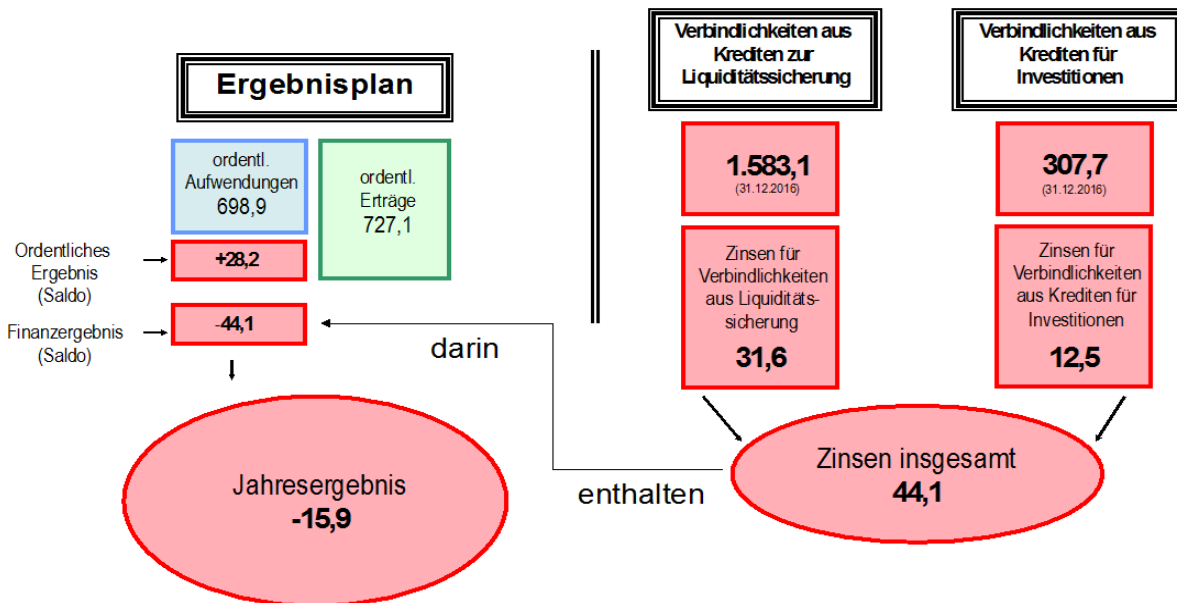 Ergebnisplan
ordentl.
Aufwendungen
698,9
ordentl.
Erträge
727,1
Ordentliches
Ergebnis
(Saldo)
+28,2
Finanzergebnis
(Saldo)
-44,1
darin
enthalten
Jahresergebnis
-15,9
Verbindlichkeiten aus
Krediten zur
Liquiditätssicherung
1.583,1
(31.12.2016)
Zinsen für
Verbindlichkeiten
aus Liquiditäts-
sicherung
31,6
Verbindlichkeiten aus
Krediten für
Investitionen
307,7
(31.12.2016)
Zinsen für
Verbindlichkeiten
aus Krediten für
Investitionen
12,5
Zinsen insgesamt
44,1